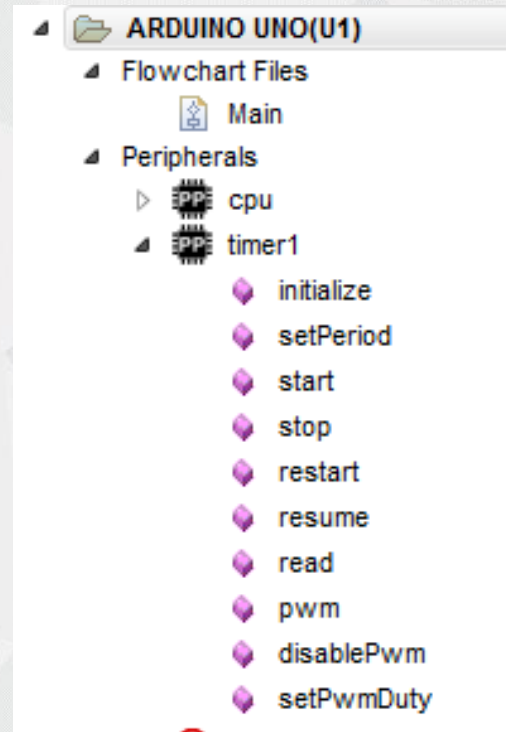 ARDUINO UNO(U1)
Flowchart Files
Main
Peripherals
cpu
timer1
initialize
setPeriod
start
stop
restart
resume
read
pwm
disablePwm
setPwmDuty